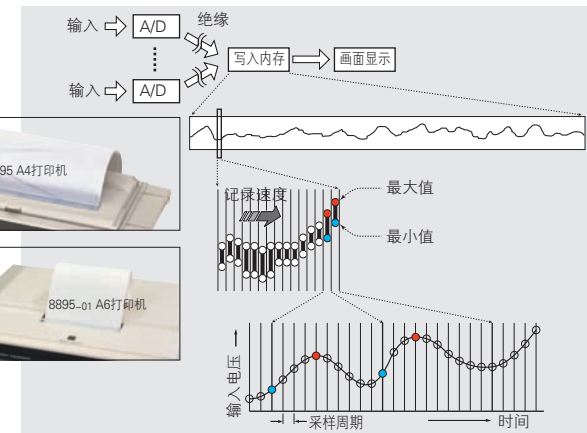 输入
A/D
绝缘
写入内存
画面显示
输入
A/D
95 A4打印机
记录速度
最大值
最小值
8895-01 A6打印机
输入电压
采样周期
时间